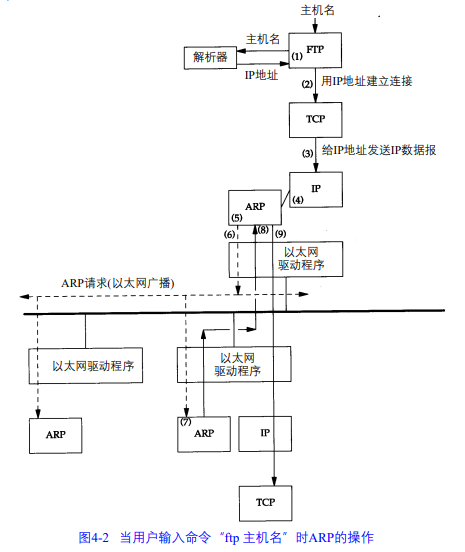 主机名
主机名
FTP
(1)
解析器
IP地址
(2)
用IP地址建立连接
TCP
(3)
给IP地址发送IP数据报
IP
(4)
ARP
(5)
(6)
(8)
(9)
以太网
驱动程序
ARP请求(以太网广播)
以太网驱动程序
以太网
驱动程序
ARP
(7)
ARP
IP
TCP
图4-2 当用户输入命令“ftp 主机名”时ARP的操作